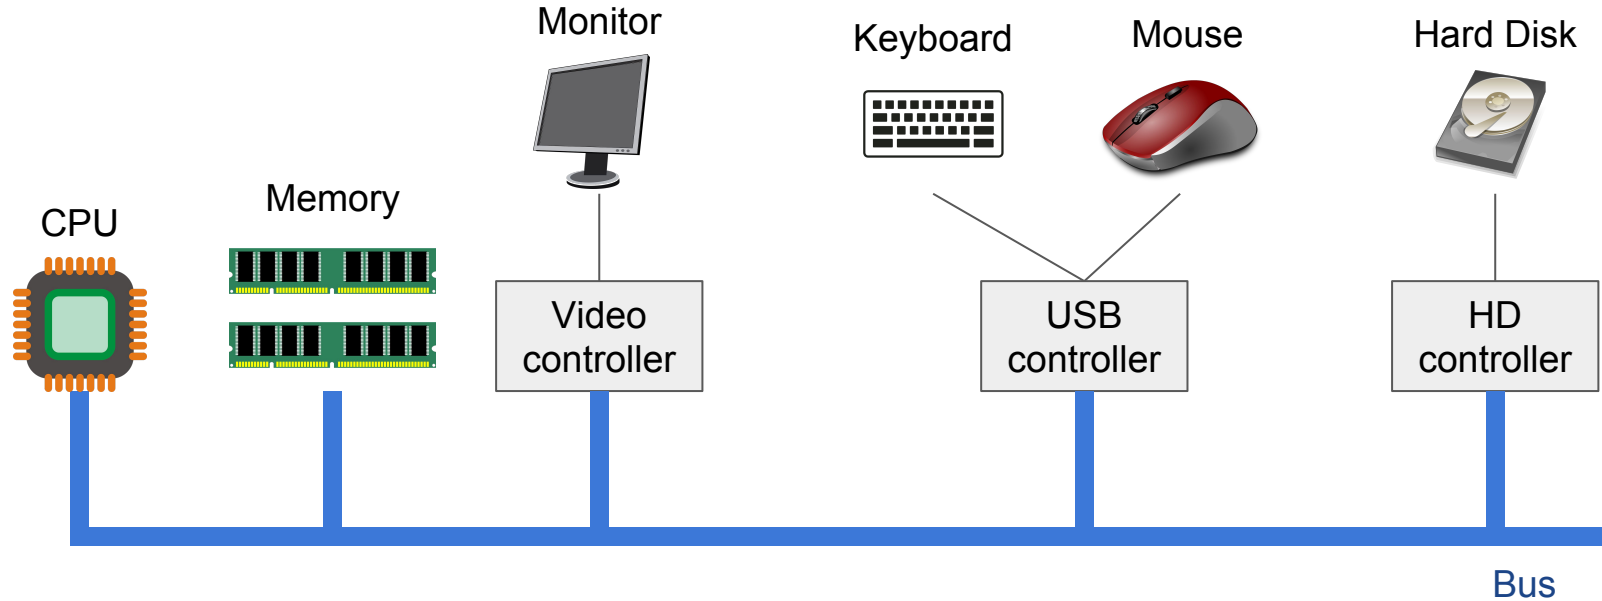 Monitor
Keyboard
Mouse
Hard Disk
CPU
Memory
Video
controller
USB
controller
HD
controller
Bus